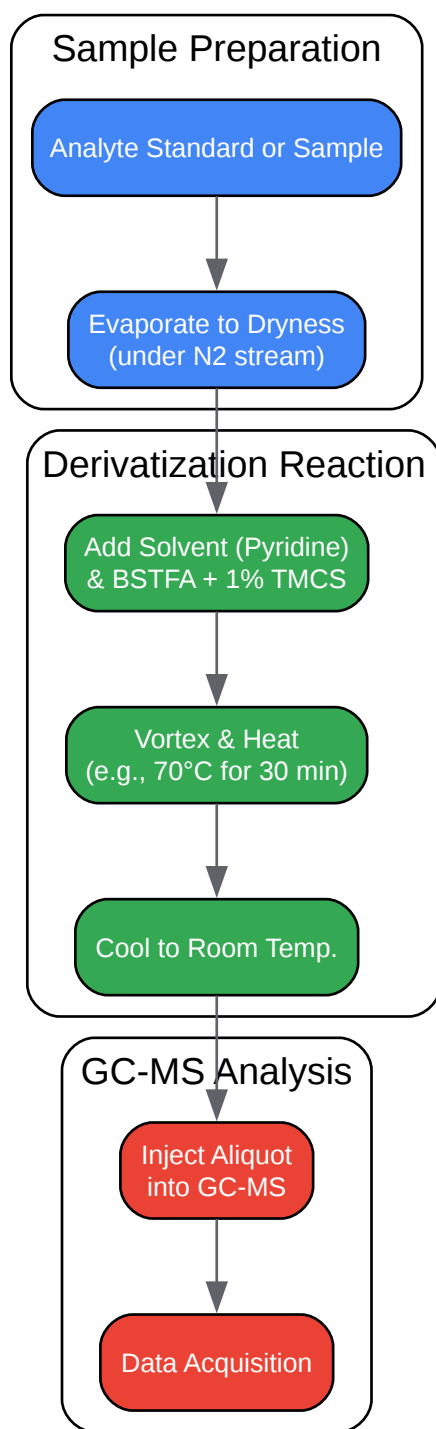 Sample Preparation
Analyte Standard or Sample
Evaporate to Dryness
(under N2 stream)
Derivatization Reaction
Add Solvent (Pyridine)
& BSTFA + 1% TMCS
Vortex & Heat
(e.g., 70°C for 30 min)
Cool to Room Temp.
GC-MS Analysis
Inject Aliquot
into GC-MS
Data Acquisition